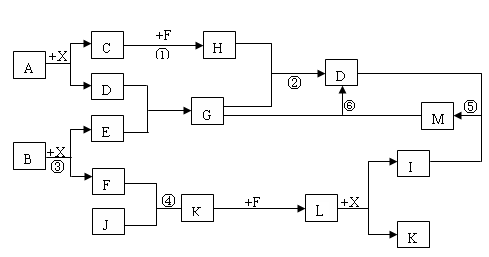 C +F ① H
A +X D ② D
G ⑥ M ⑤
E
B +X ③ I
F ④ K +F L +X
J K